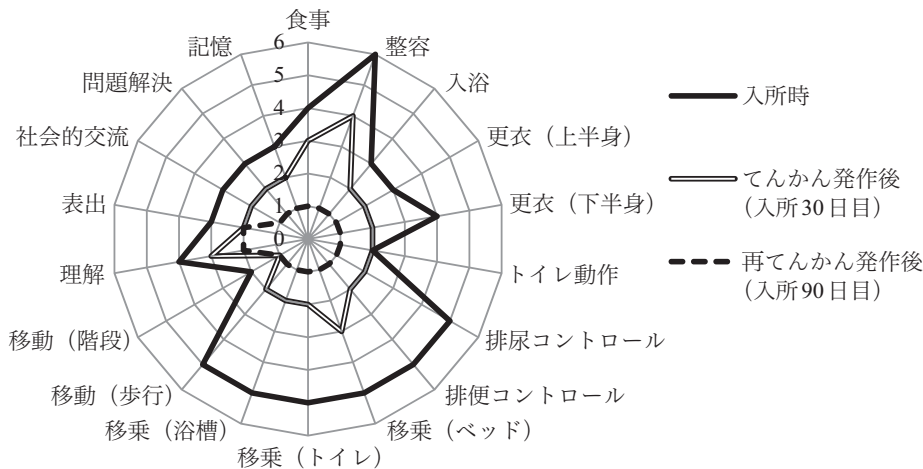 食事
整容
入浴
更衣（上半身）
更衣（下半身）
トイレ動作
排尿コントロール
排便コントロール
移乗（ベッド）
移乗（トイレ）
移乗（浴槽）
移動（歩行）
移動（階段）
理解
表出
社会的交流
問題解決
記憶
6
5
4
3
2
1
0
入所時
てんかん発作後
（入所30日目）
再てんかん発作後
（入所90日目）